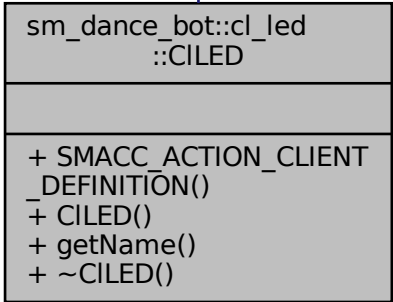 sm_dance_bot::cl_led
::ClLED
+ SMACC_ACTION_CLIENT
_DEFINITION()
+ ClLED()
+ getName()
+ ~ClLED()